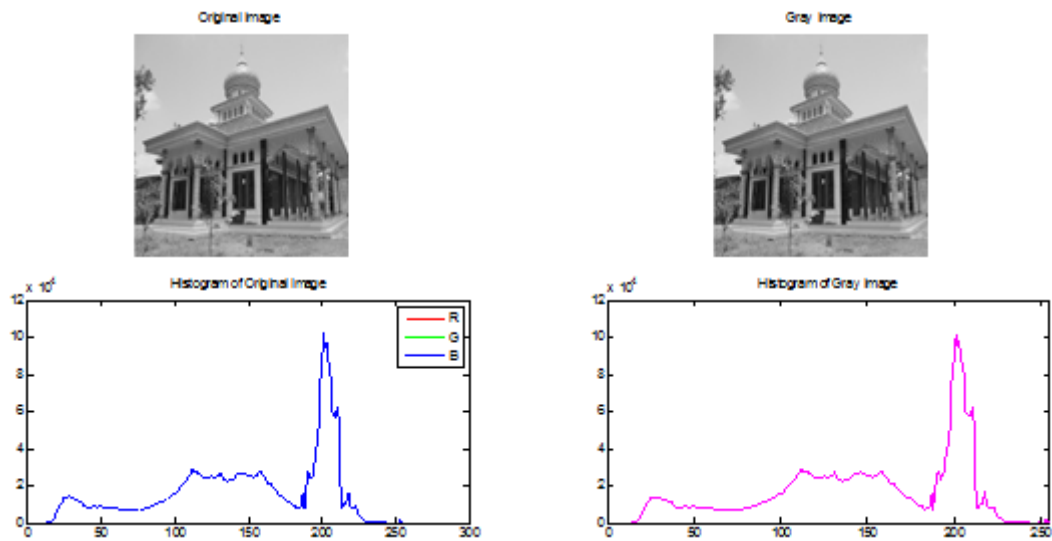 Original Image
Gray Image
Histogram of Original Image
x 10⁴
12
10
8
6
4
2
0
0 50 100 150 200 250 300
R
G
B
Histogram of Gray Image
x 10⁴
12
10
8
6
4
2
0
0 50 100 150 200 250